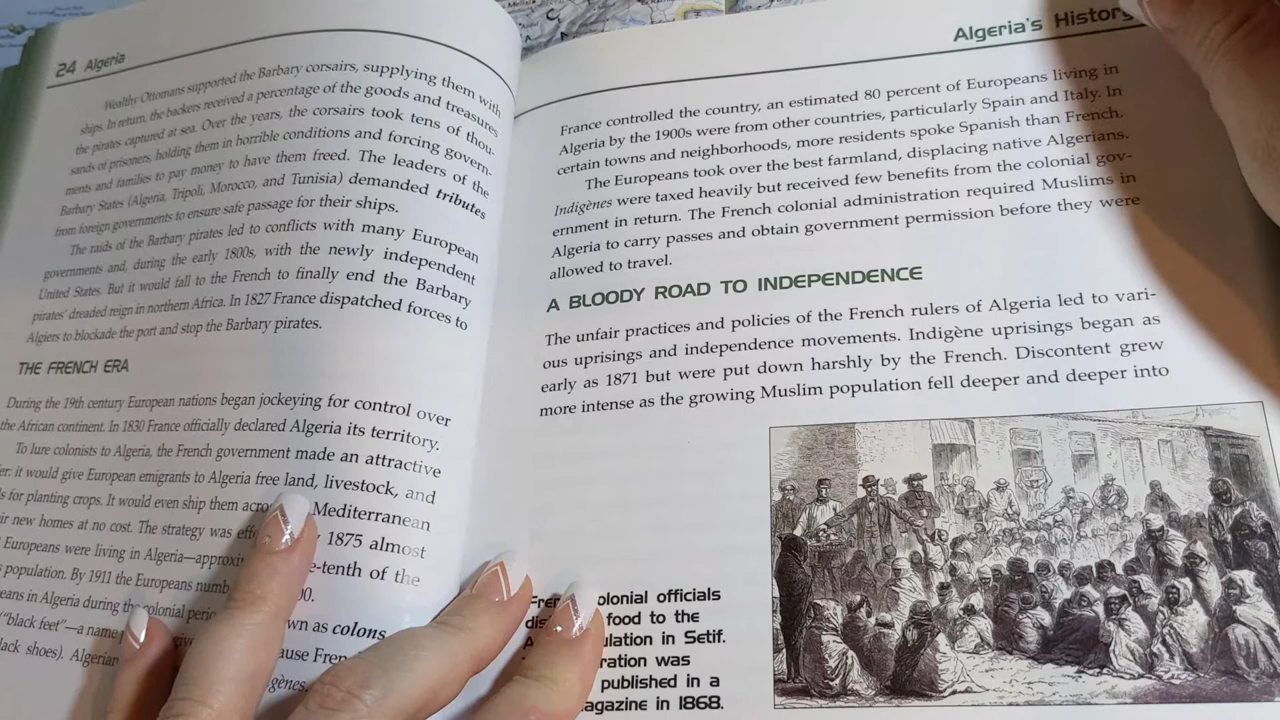 24 Algeria
Wealthy Ottomans supported the Barbary corsairs, supplying them with
ships. In return, the backers received a percentage of the goods and treasures
the pirates captured at sea. Over the years, the corsairs took tens of thou-
sands of prisoners, holding them in horrible conditions and forcing govern-
ments and families to pay money to have them freed. The leaders of the
Barbary States (Algeria, Tripoli, Morocco, and Tunisia) demanded tributes
from foreign governments to ensure safe passage for their ships.
The raids of the Barbary pirates led to conflicts with many European
governments and, during the early 1800s, with the newly independent
United States. But it would fall to the French to finally end the Barbary
pirates' dreaded reign in northern Africa. In 1827 France dispatched forces to
Algiers to blockade the port and stop the Barbary pirates.
THE FRENCH ERA
During the 19th century European nations began jockeying for control over
the African continent. In 1830 France officially declared Algeria its territory.
To lure colonists to Algeria, the French government made an attractive
er: it would give European emigrants to Algeria free land, livestock, and
s for planting crops. It would even ship them acro Mediterranean
ir new homes at no cost. The strategy was eff 1875 almost
Europeans were living in Algeria—approxi e-tenth of the
population. By 1911 the Europeans numb 00.
eans in Algeria during the colonial peri wn as colons
("black feet"—a name give ause Fren
lack shoes). Algerian gènes.
Algeria's History
France controlled the country, an estimated 80 percent of Europeans living in
Algeria by the 1900s were from other countries, particularly Spain and Italy. In
certain towns and neighborhoods, more residents spoke Spanish than French.
The Europeans took over the best farmland, displacing native Algerians.
Indigènes were taxed heavily but received few benefits from the colonial gov-
ernment in return. The French colonial administration required Muslims in
Algeria to carry passes and obtain government permission before they were
allowed to travel.
A BLOODY ROAD TO INDEPENDENCE
The unfair practices and policies of the French rulers of Algeria led to vari-
ous uprisings and independence movements. Indigène uprisings began as
early as 1871 but were put down harshly by the French. Discontent grew
more intense as the growing Muslim population fell deeper and deeper into
Fren olonial officials
dis food to the
A ulation in Setif.
ration was
published in a
agazine in 1868.